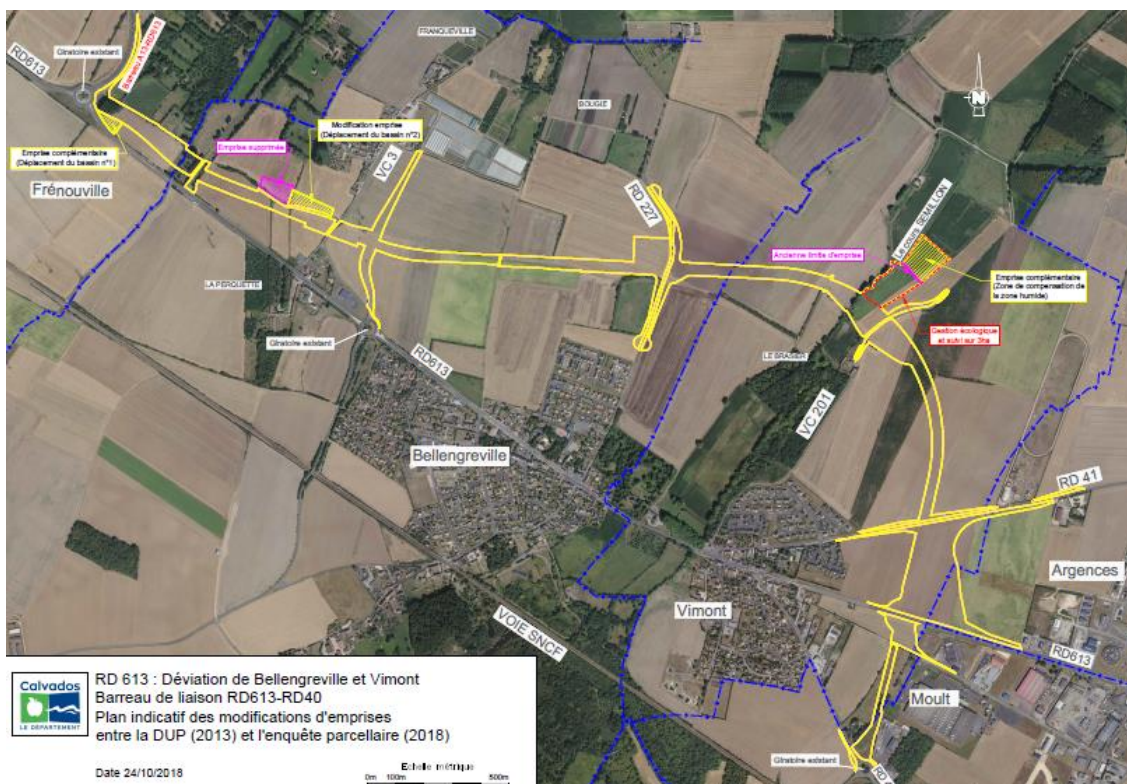 FRANQUEVILLE
RD613
Giratoire existant
Barreau A13-RD613
BOUGIE
Modification emprise
(Déplacement du bassin n°2)
Emprise supprimée
VC 3
Emprise complémentaire
(Déplacement du bassin n°1)
Frénouville
RD 227
Le cours SEMILLON
Ancienne limite d'emprise
Emprise complémentaire
(Zone de compensation de
la zone humide)
LA PERQUETTE
Gestion écologique
et suivi sur site
Giratoire existant
RD613
LE BRASIER
VC 201
Bellengreville
RD 41
Argences
Vimont
VOIE SNCF
RD613
Moult
Giratoire existant
N
Calvados
LE DÉPARTEMENT
RD 613 : Déviation de Bellengreville et Vimont
Barreau de liaison RD613-RD40
Plan indicatif des modifications d'emprises
entre la DUP (2013) et l'enquête parcellaire (2018)
Date 24/10/2018
Echelle métrique
0m 100m 500m